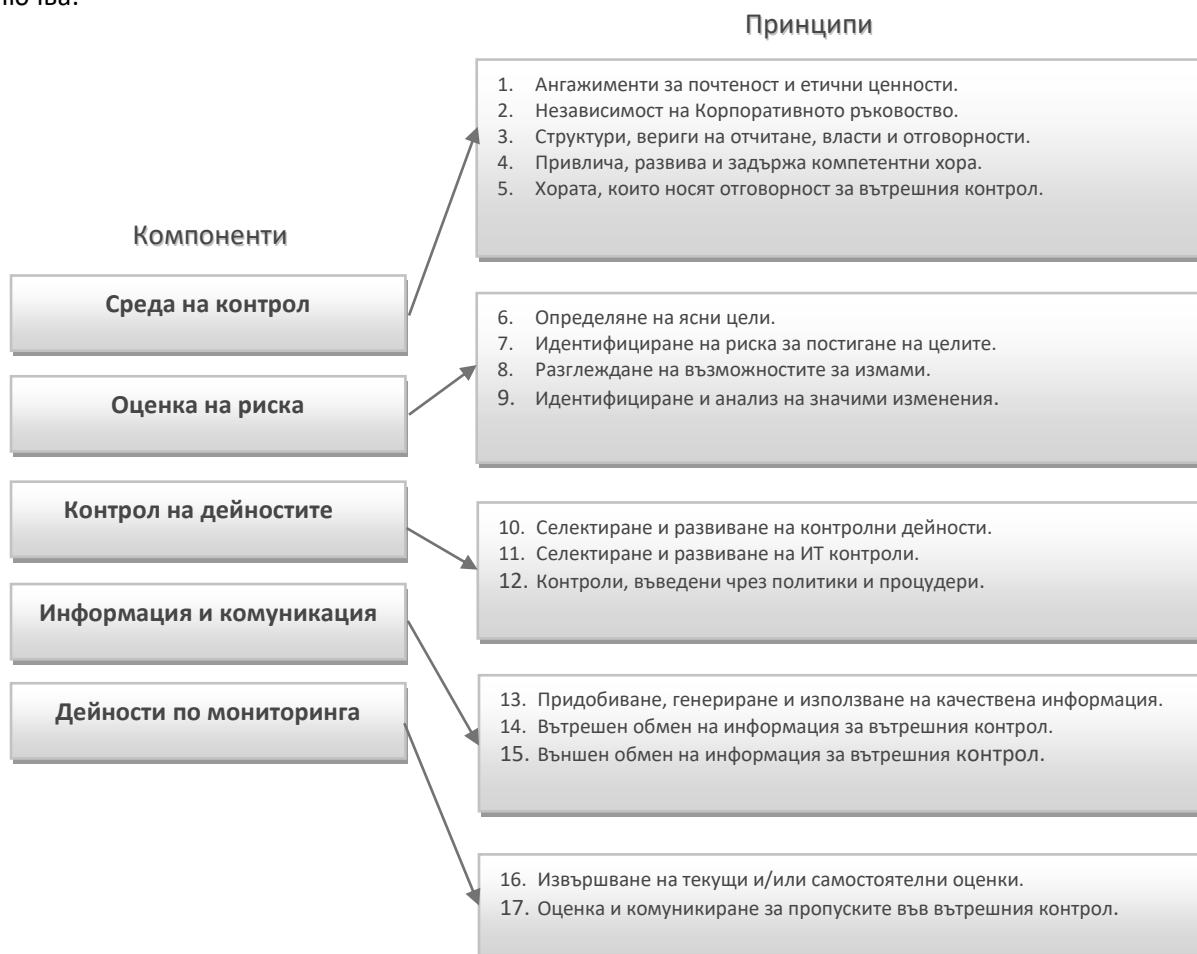 Принципи
1. Ангажименти за почтеност и етични ценности.
2. Независимост на Корпоративното ръковоство.
3. Структури, вериги на отчитане, власти и отговорности.
4. Привлича, развива и задържа компетентни хора.
5. Хората, които носят отговорност за вътрешния контрол.
Компоненти
Среда на контрол
6. Определяне на ясни цели.
7. Идентифициране на риска за постигане на целите.
8. Разглеждане на възможностите за измами.
9. Идентифициране и анализ на значими изменения.
Оценка на риска
Контрол на дейностите
10. Селектиране и развиване на контролни дейности.
11. Селектиране и развиване на ИТ контроли.
12. Контроли, въведени чрез политики и процудери.
Информация и комуникация
13. Придобиване, генериране и използване на качествена информация.
14. Вътрешен обмен на информация за вътрешния контрол.
15. Външен обмен на информация за вътрешния контрол.
Дейности по мониторинга
16. Извършване на текущи и/или самостоятелни оценки.
17. Оценка и комуникиране за пропуските във вътрешния контрол.